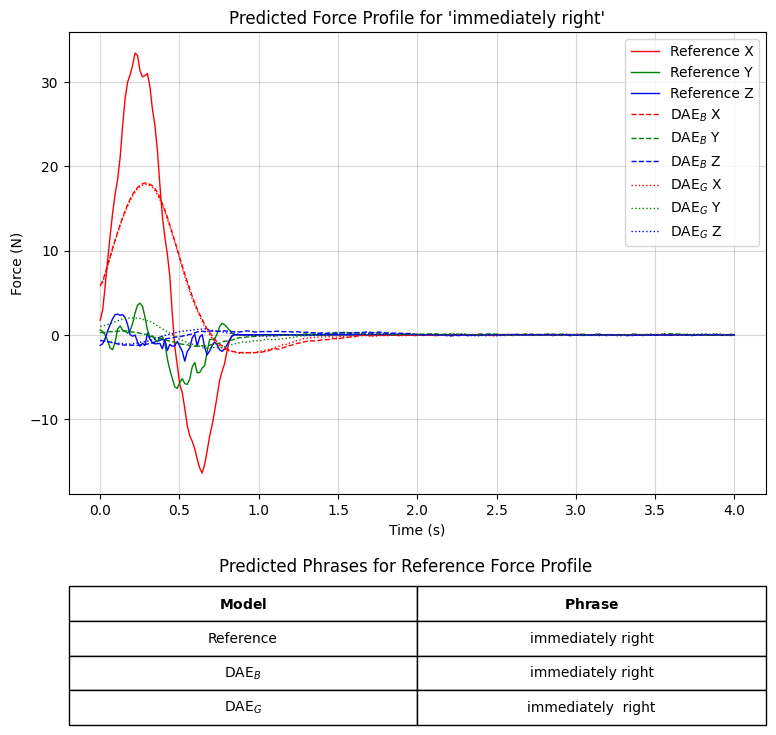 Predicted Force Profile for 'immediately right'
Force (N)
30
20
10
0
−10
Reference X
Reference Y
Reference Z
DAE_B X
DAE_B Y
DAE_B Z
DAE_G X
DAE_G Y
DAE_G Z
0.0 0.5 1.0 1.5 2.0 2.5 3.0 3.5 4.0
Time (s)
Predicted Phrases for Reference Force Profile
Model Phrase
Reference immediately right
DAE_B immediately right
DAE_G immediately  right